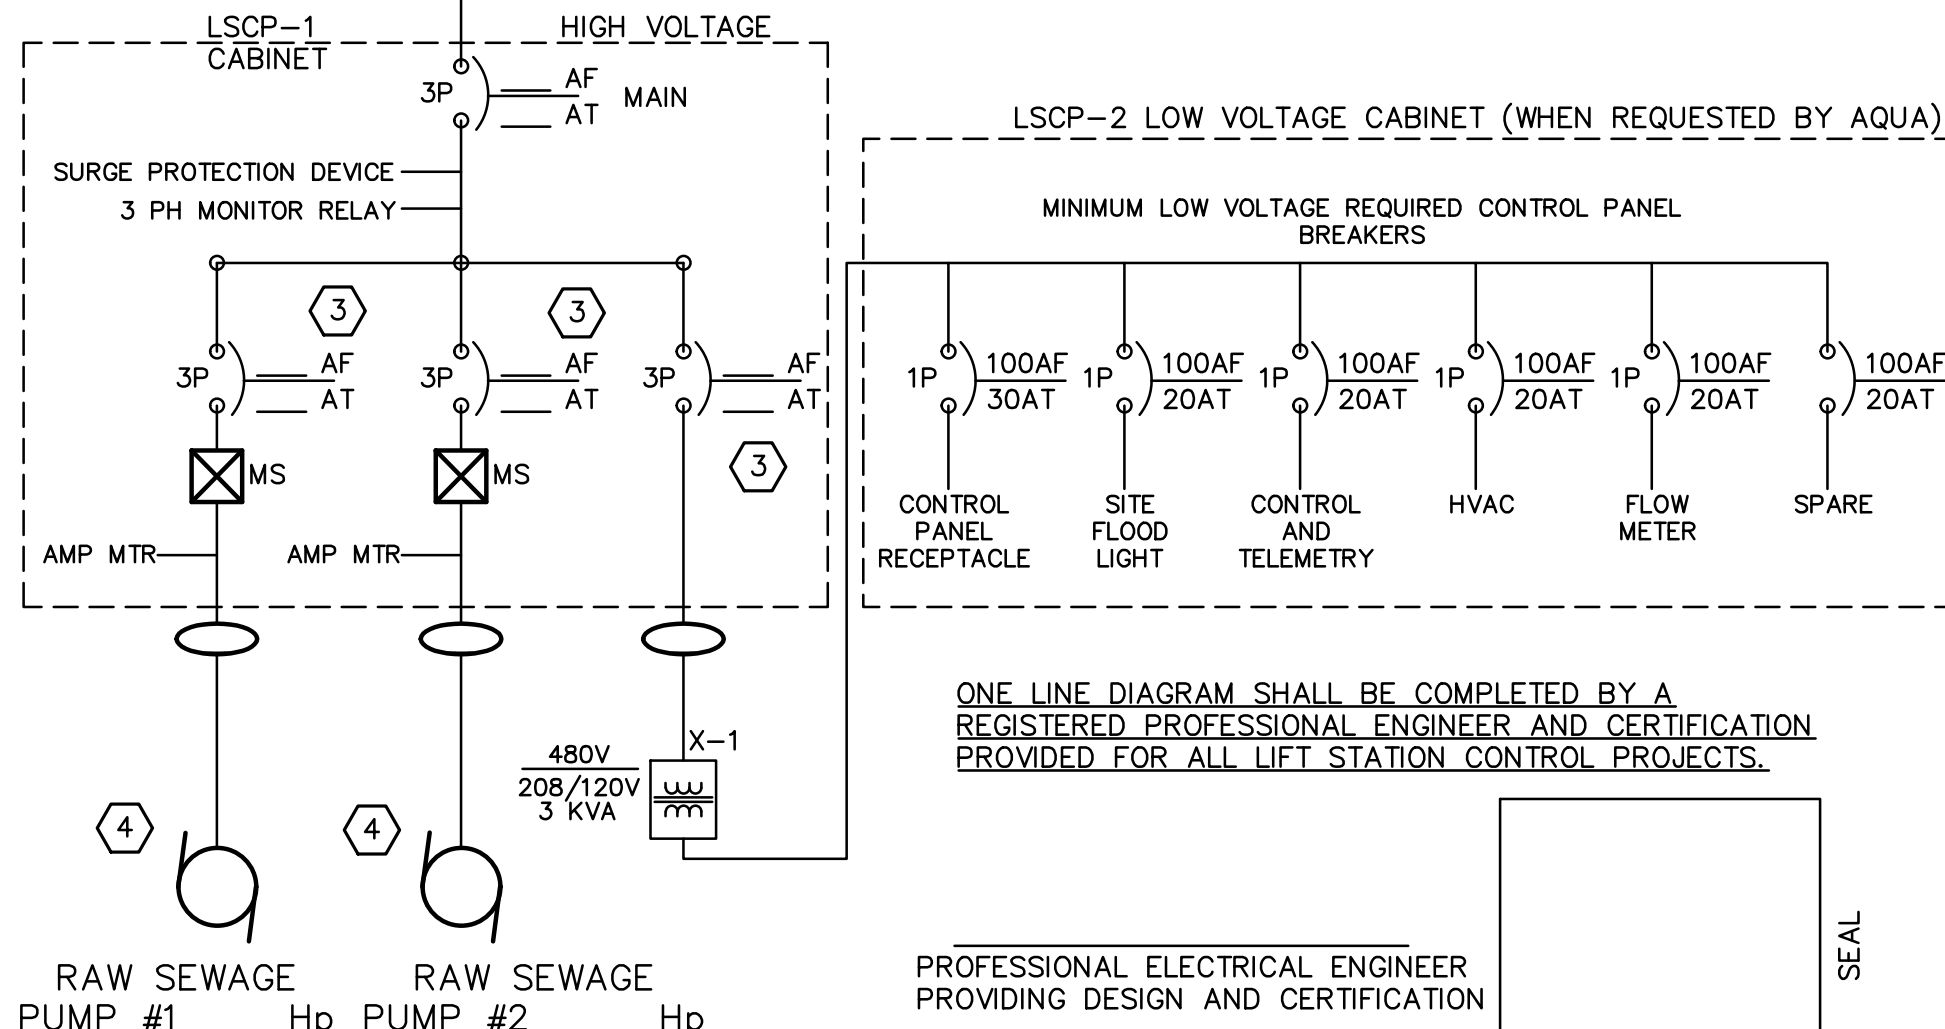 LSCP-1
CABINET
HIGH VOLTAGE
3P
AF
AT
MAIN
SURGE PROTECTION DEVICE
3 PH MONITOR RELAY
3
3
3P
AF
AT
3P
AF
AT
3P
AF
AT
3
MS
MS
AMP MTR
AMP MTR
LSCP-2 LOW VOLTAGE CABINET (WHEN REQUESTED BY AQUA)
MINIMUM LOW VOLTAGE REQUIRED CONTROL PANEL
BREAKERS
1P
100AF
30AT
1P
100AF
20AT
1P
100AF
20AT
1P
100AF
20AT
1P
100AF
20AT
100AF
20AT
CONTROL
PANEL
RECEPTACLE
SITE
FLOOD
LIGHT
CONTROL
AND
TELEMETRY
HVAC
FLOW
METER
SPARE
X-1
480V
208/120V
3 KVA
4
4
RAW SEWAGE
PUMP #1 Hp
RAW SEWAGE
PUMP #2 Hp
ONE LINE DIAGRAM SHALL BE COMPLETED BY A
REGISTERED PROFESSIONAL ENGINEER AND CERTIFICATION
PROVIDED FOR ALL LIFT STATION CONTROL PROJECTS.
PROFESSIONAL ELECTRICAL ENGINEER
PROVIDING DESIGN AND CERTIFICATION
SEAL